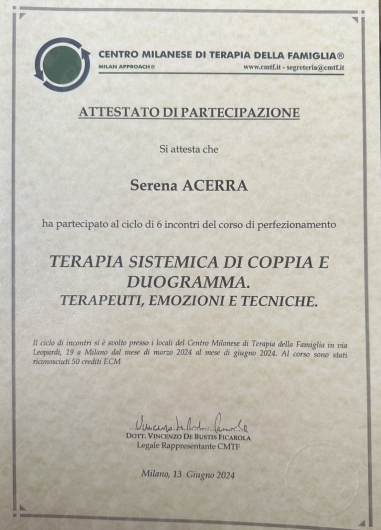 CENTRO MILANESE DI TERAPIA DELLA FAMIGLIA®
MILAN APPROACH® www.cmtf.it - segreteria@cmtf.it
ATTESTATO DI PARTECIPAZIONE
Si attesta che
Serena ACERRA
ha partecipato al ciclo di 6 incontri del corso di perfezionamento
TERAPIA SISTEMICA DI COPPIA E
DUOGRAMMA.
TERAPEUTI, EMOZIONI E TECNICHE.
Il ciclo di incontri si è svolto presso i locali del Centro Milanese di Terapia della Famiglia in via
Leopardi, 19 a Milano dal mese di marzo 2024 al mese di giugno 2024. Al corso sono stati
riconosciuti 50 crediti ECM
DOTT. VINCENZO DE BUSTIS FICAROLA
Legale Rappresentante CMTF
Milano, 13 Giugno 2024